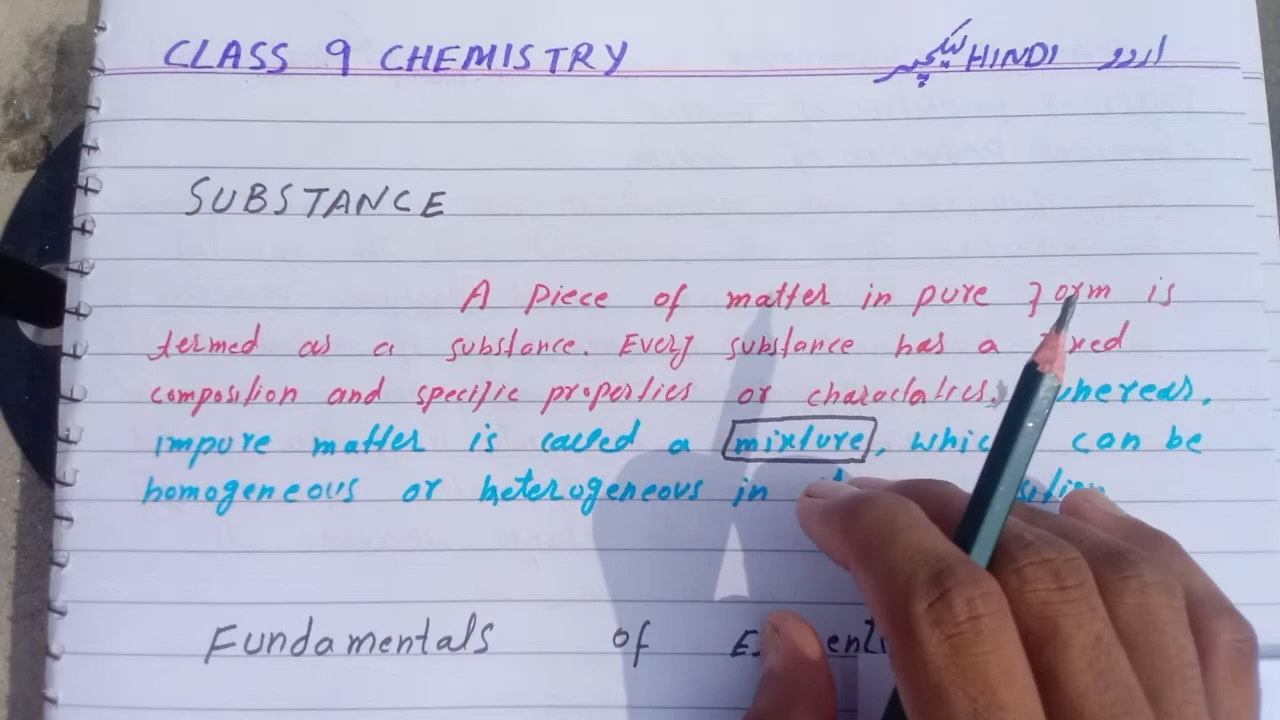 CLASS 9 CHEMISTRY
لیکچر HINDI اردو
SUBSTANCE
A piece of matter in pure form is
termed as a substance. Every substance has a
composition and specific properties or charactatics. whereas,
impure matter is called a mixture, which can be
homogeneous or heterogeneous in
Fundamentals of